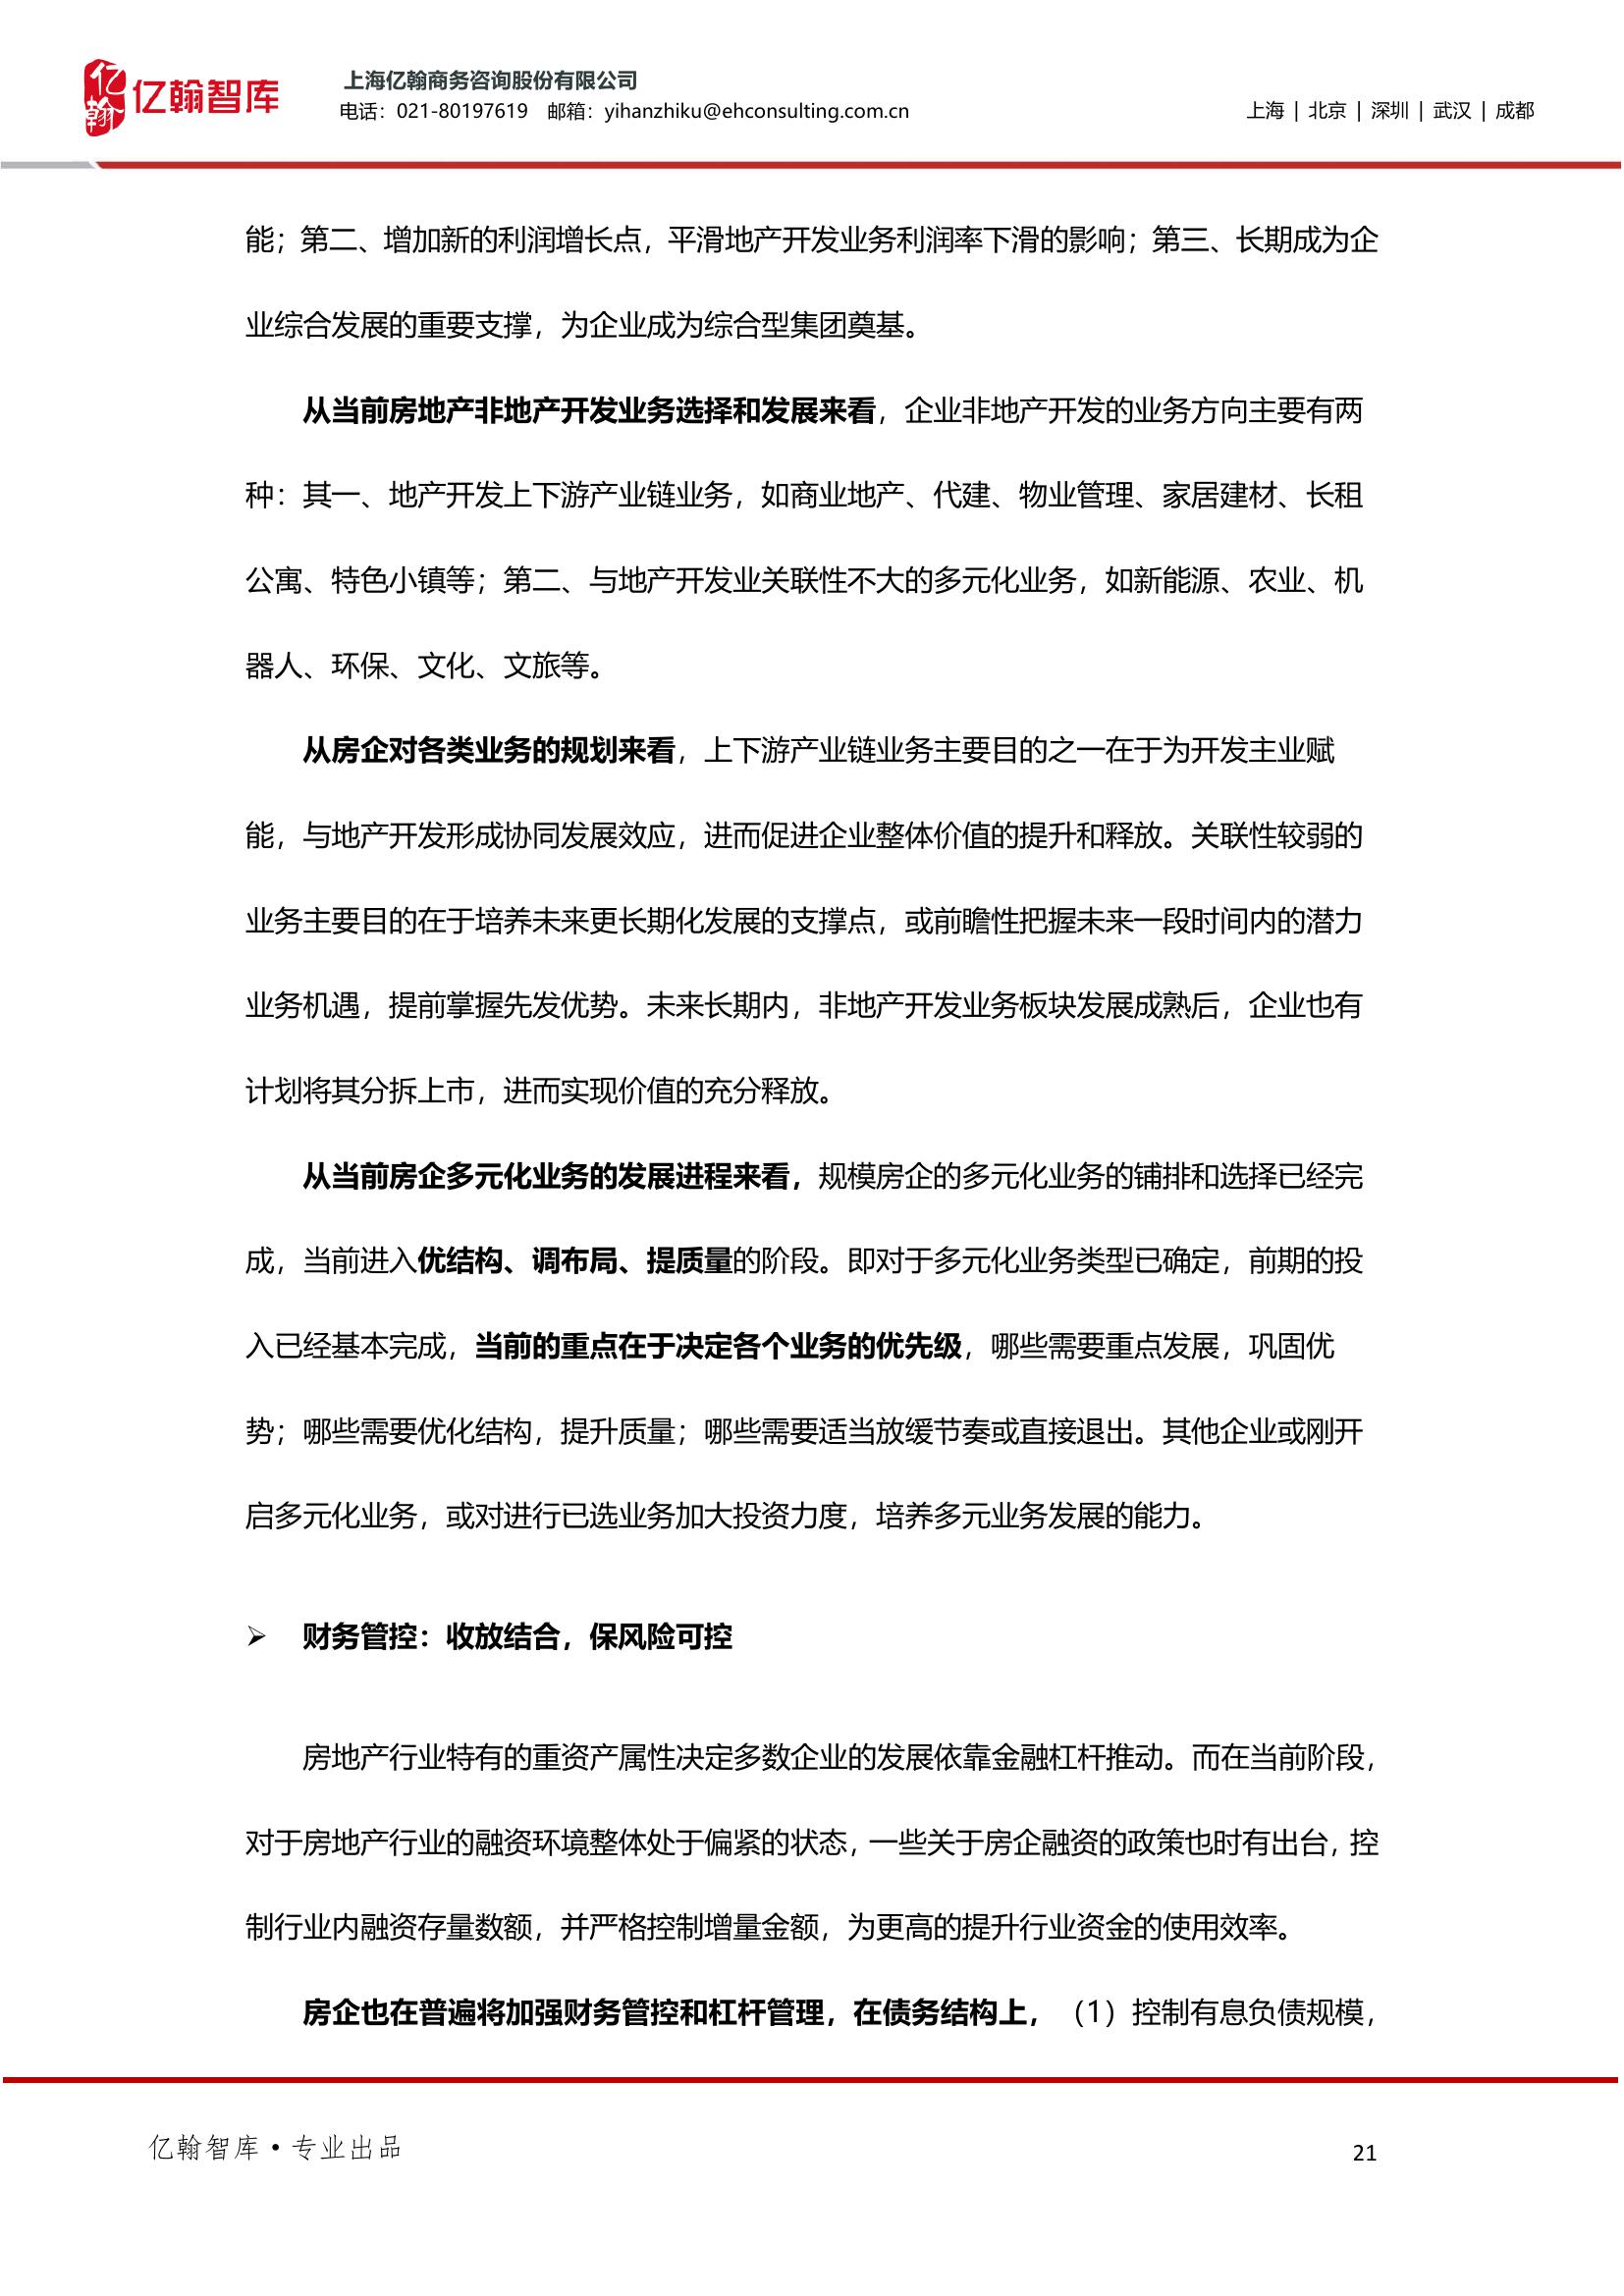 亿翰
亿翰智库
上海亿翰商务咨询股份有限公司
电话：021-80197619 邮箱：yihanzhiku@ehconsulting.com.cn
上海 | 北京 | 深圳 | 武汉 | 成都
能；第二、增加新的利润增长点，平滑地产开发业务利润率下滑的影响；第三、长期成为企
业综合发展的重要支撑，为企业成为综合型集团奠基。
从当前房地产非地产开发业务选择和发展来看，企业非地产开发的业务方向主要有两
种：其一、地产开发上下游产业链业务，如商业地产、代建、物业管理、家居建材、长租
公寓、特色小镇等；第二、与地产开发业关联性不大的多元化业务，如新能源、农业、机
器人、环保、文化、文旅等。
从房企对各类业务的规划来看，上下游产业链业务主要目的之一在于为开发主业赋
能，与地产开发形成协同发展效应，进而促进企业整体价值的提升和释放。关联性较弱的
业务主要目的在于培养未来更长期化发展的支撑点，或前瞻性把握未来一段时间内的潜力
业务机遇，提前掌握先发优势。未来长期内，非地产开发业务板块发展成熟后，企业也有
计划将其分拆上市，进而实现价值的充分释放。
从当前房企多元化业务的发展进程来看，规模房企的多元化业务的铺排和选择已经完
成，当前进入优结构、调布局、提质量的阶段。即对于多元化业务类型已确定，前期的投
入已经基本完成，当前的重点在于决定各个业务的优先级，哪些需要重点发展，巩固优
势；哪些需要优化结构，提升质量；哪些需要适当放缓节奏或直接退出。其他企业或刚开
启多元化业务，或对进行已选业务加大投资力度，培养多元业务发展的能力。
➢ 财务管控：收放结合，保风险可控
房地产行业特有的重资产属性决定多数企业的发展依靠金融杠杆推动。而在当前阶段，
对于房地产行业的融资环境整体处于偏紧的状态，一些关于房企融资的政策也时有出台，控
制行业内融资存量数额，并严格控制增量金额，为更高的提升行业资金的使用效率。
房企也在普遍将加强财务管控和杠杆管理，在债务结构上，（1）控制有息负债规模，
亿翰智库·专业出品
21